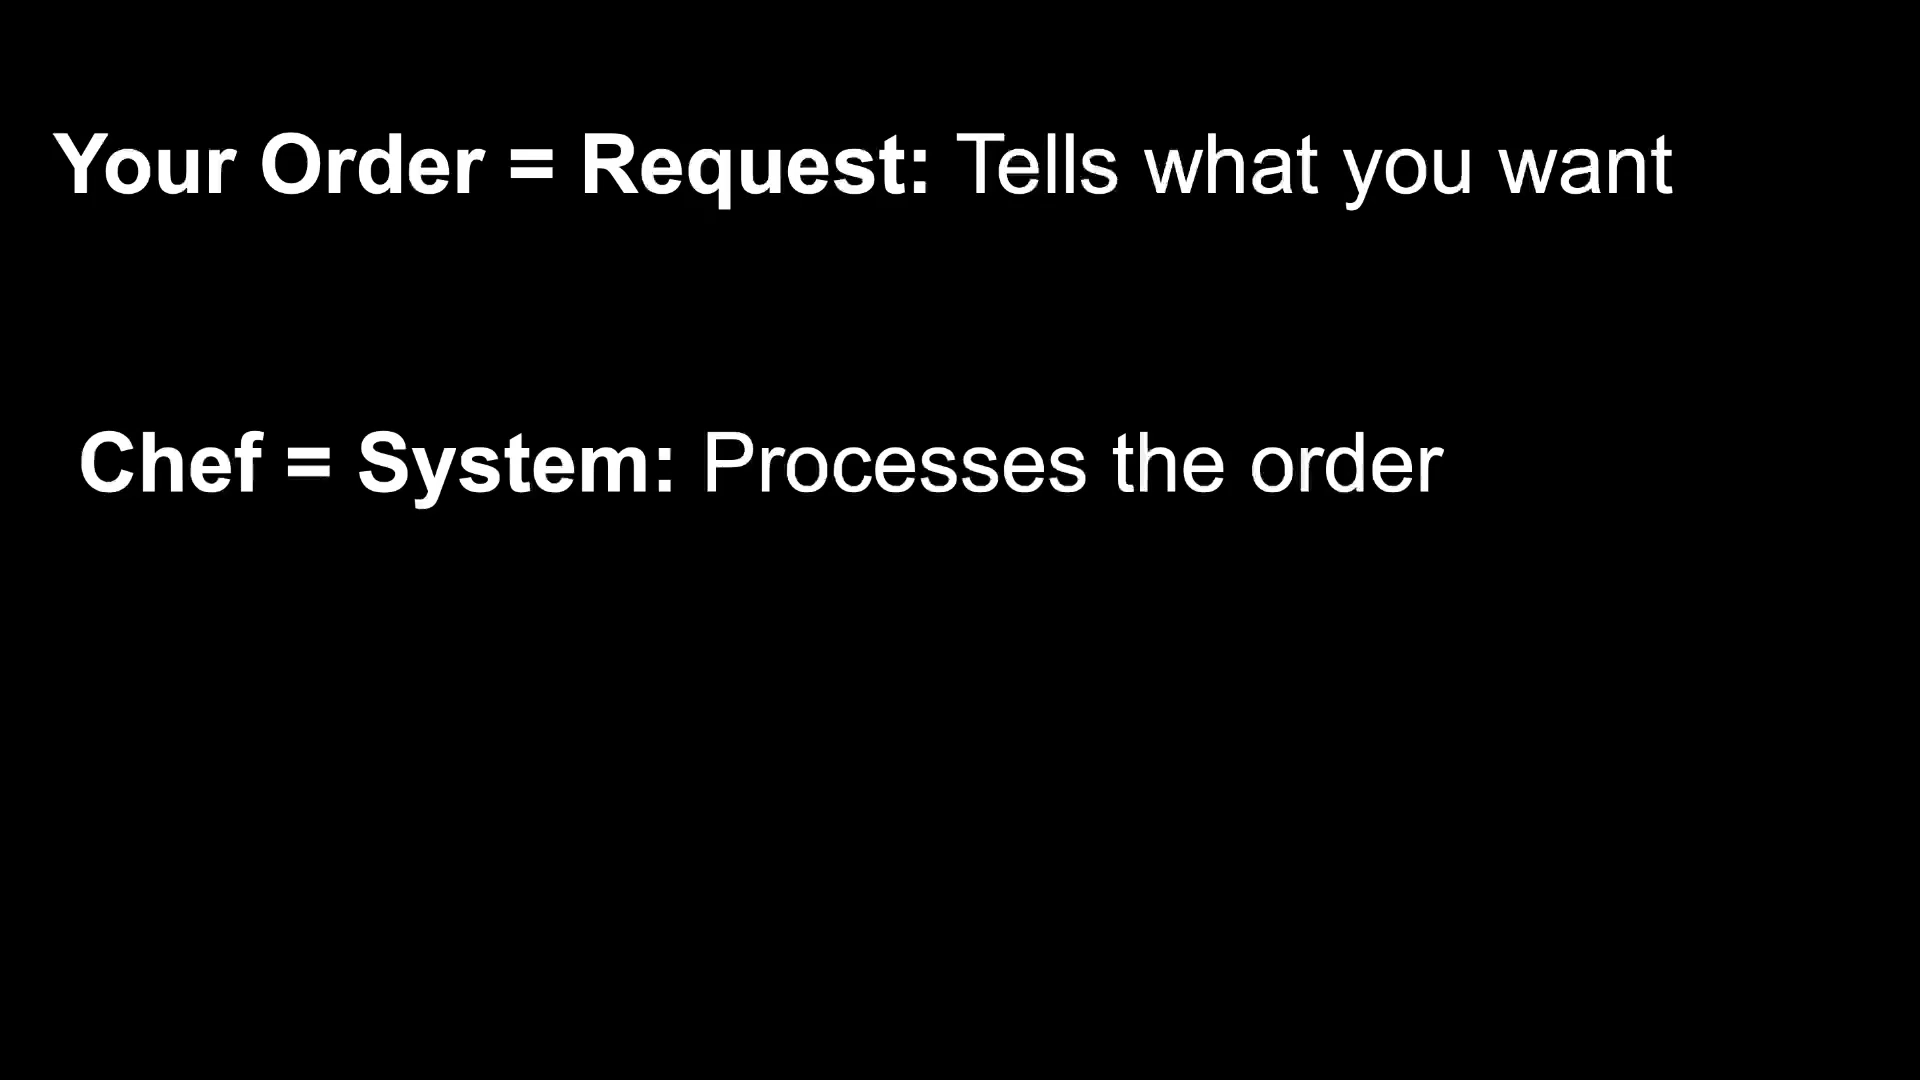 Your Order = Request: Tells what you want
Chef = System: Processes the order